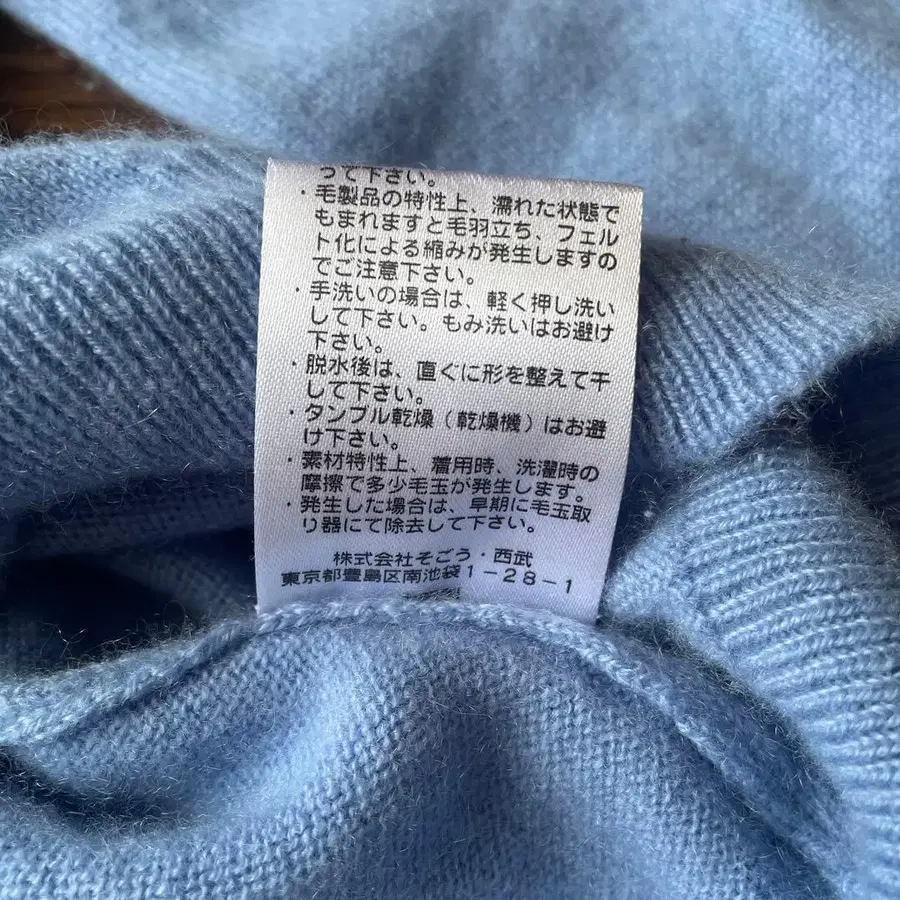 って下さい。
・毛製品の特性上、濡れた状態で
もまれますと毛羽立ち、フェル
ト化による縮みが発生しますの
でご注意下さい。
・手洗いの場合は、軽く押し洗い
して下さい。もみ洗いはお避け
下さい。
・脱水後は、直ぐに形を整えて干
して下さい。
・タンブル乾燥（乾燥機）はお避
け下さい。
・素材特性上、着用時、洗濯時の
摩擦で多少毛玉が発生します。
・発生した場合は、早期に毛玉取
り器にて除去して下さい。
株式会社そごう・西武
東京都豊島区南池袋1-28-1